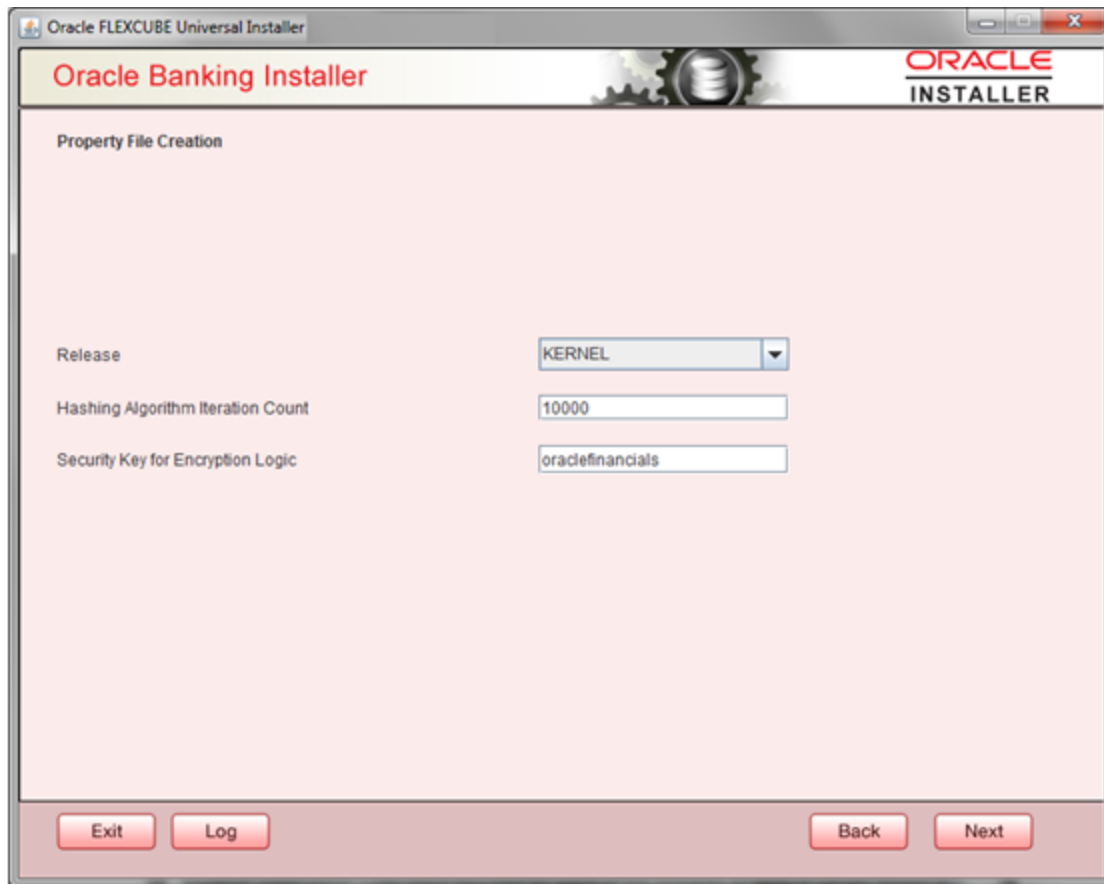 Oracle FLEXCUBE Universal Installer
Oracle Banking Installer
ORACLE
INSTALLER
Property File Creation
Release
KERNEL
Hashing Algorithm Iteration Count
10000
Security Key for Encryption Logic
oraclefinancials
Exit
Log
Back
Next